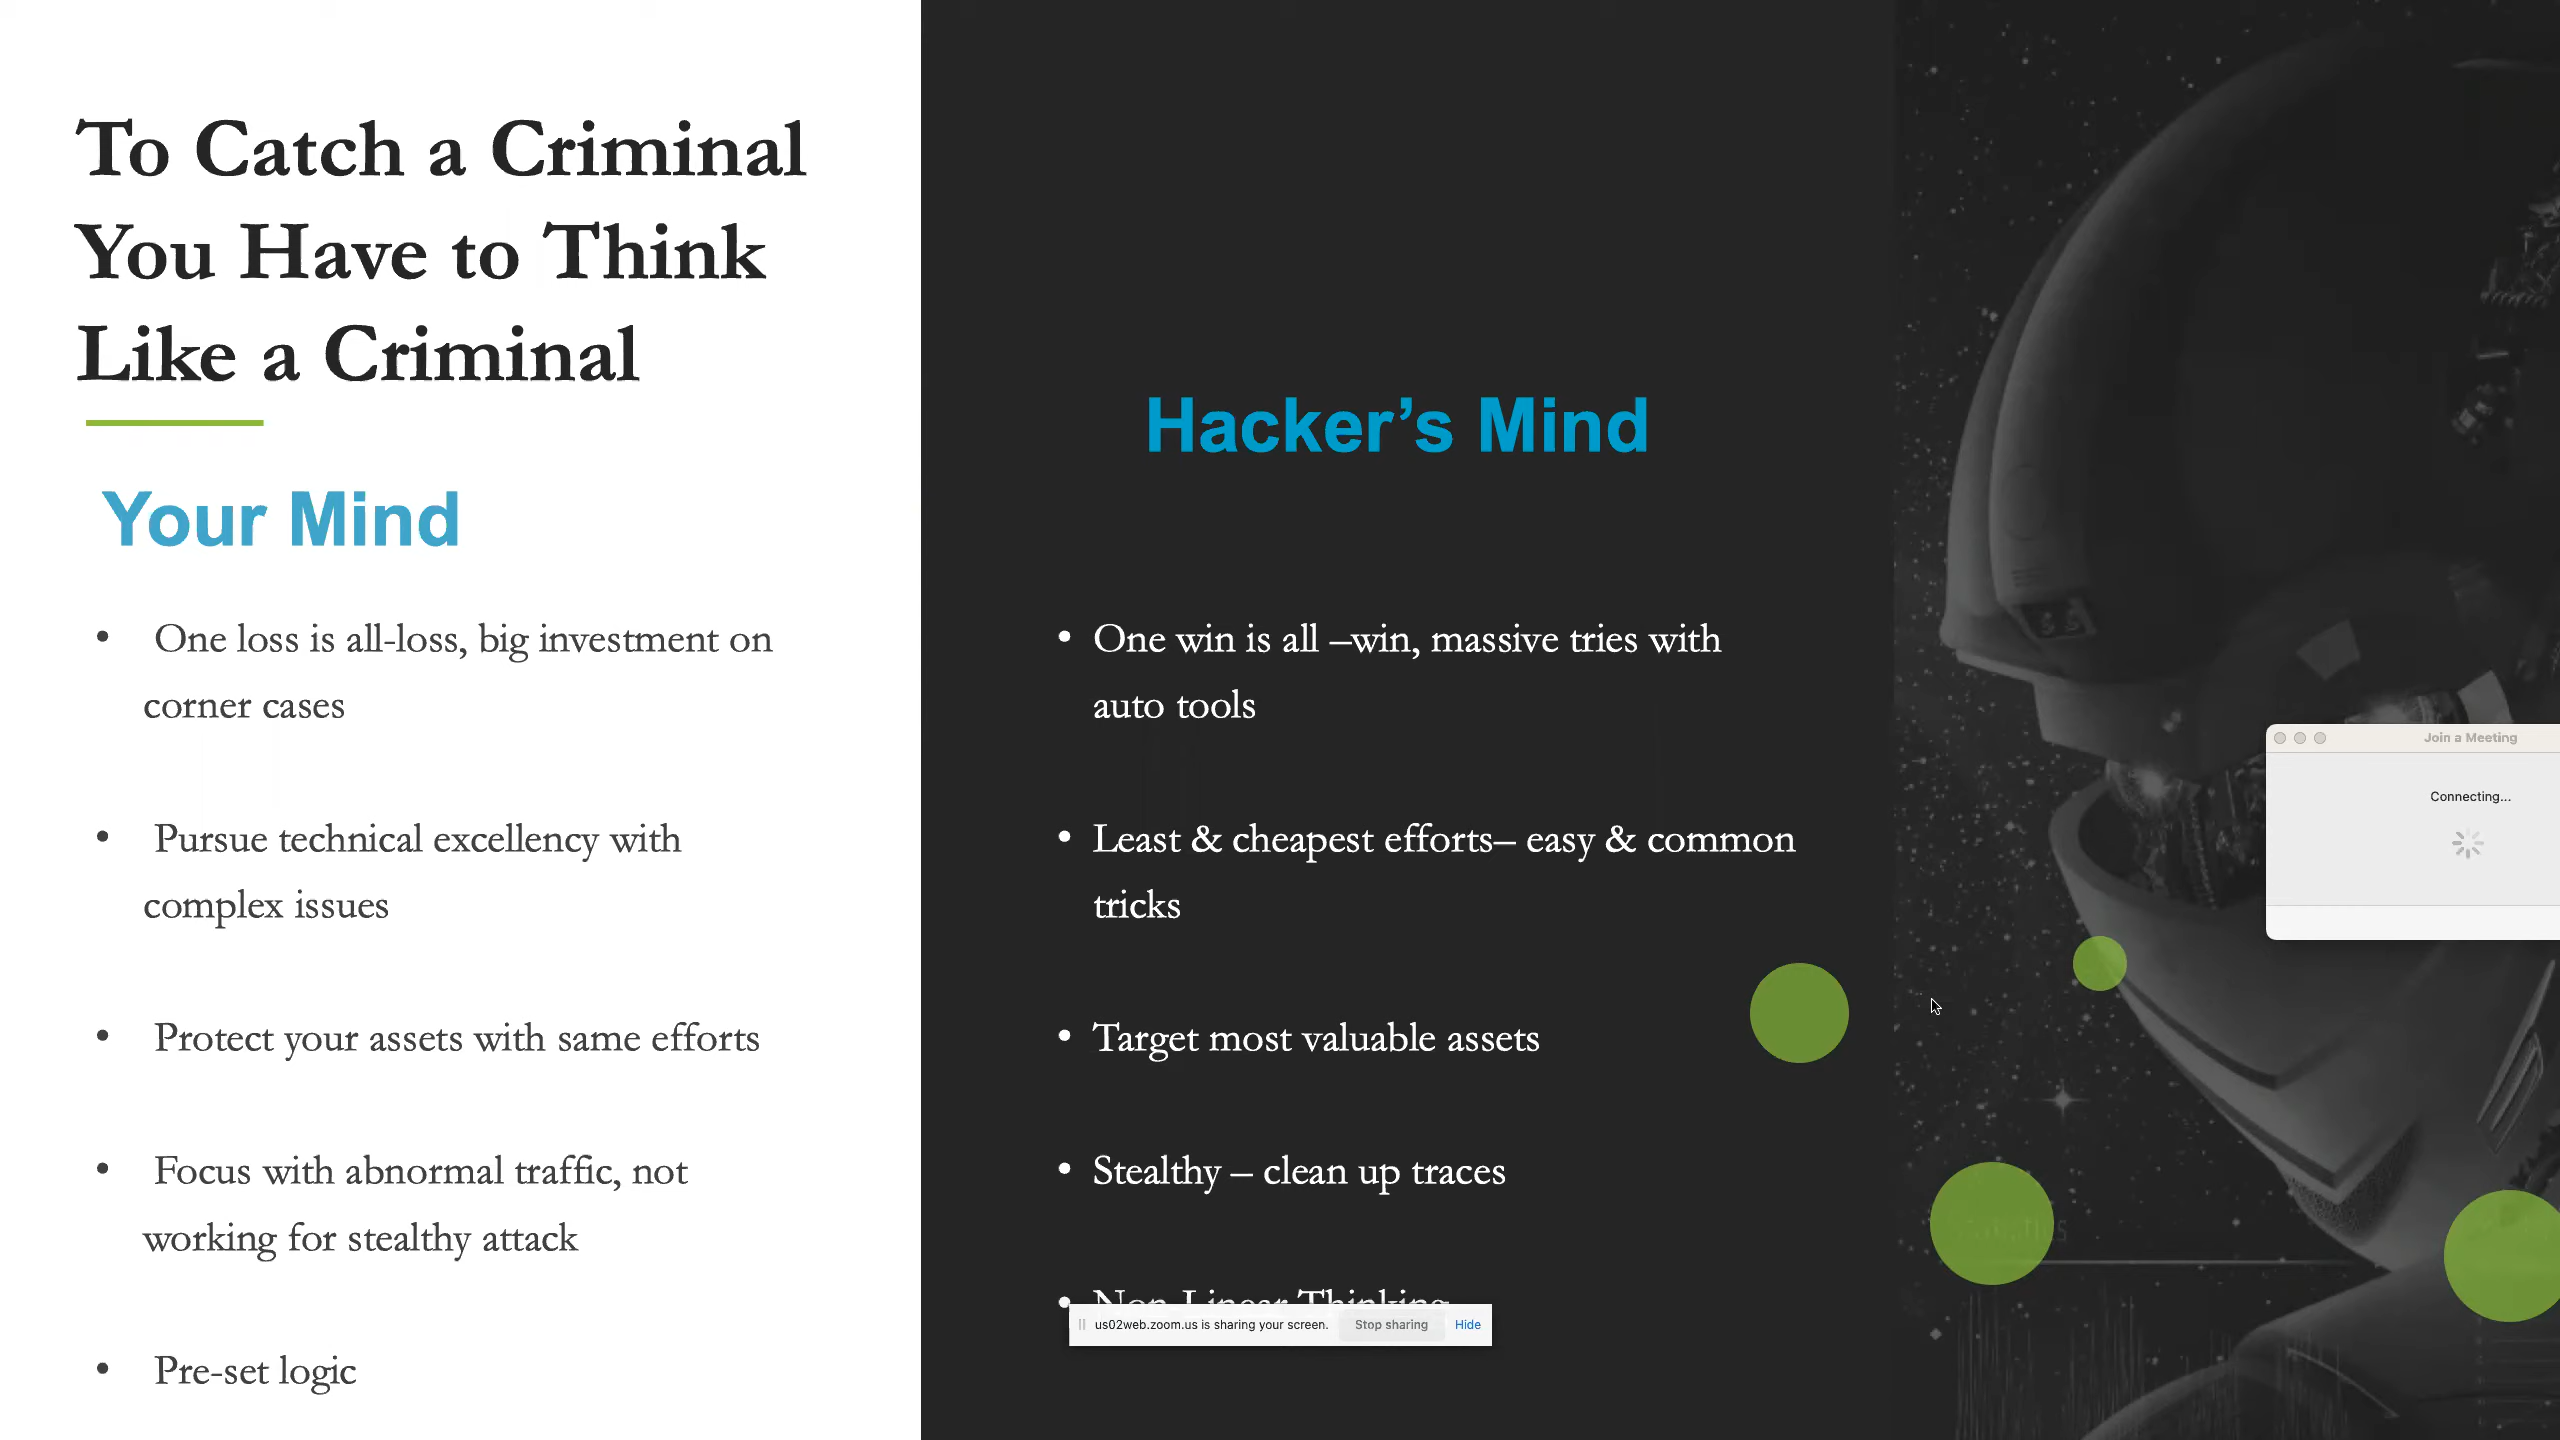 To Catch a Criminal
You Have to Think
Like a Criminal
Your Mind
• One loss is all-loss, big investment on
corner cases
• Pursue technical excellency with
complex issues
• Protect your assets with same efforts
• Focus with abnormal traffic, not
working for stealthy attack
• Pre-set logic
Hacker’s Mind
• One win is all –win, massive tries with
auto tools
• Least & cheapest efforts– easy & common
tricks
• Target most valuable assets
• Stealthy – clean up traces
• Non-Linear Thinking
us02web.zoom.us is sharing your screen. Stop sharing Hide
Join a Meeting
Connecting...